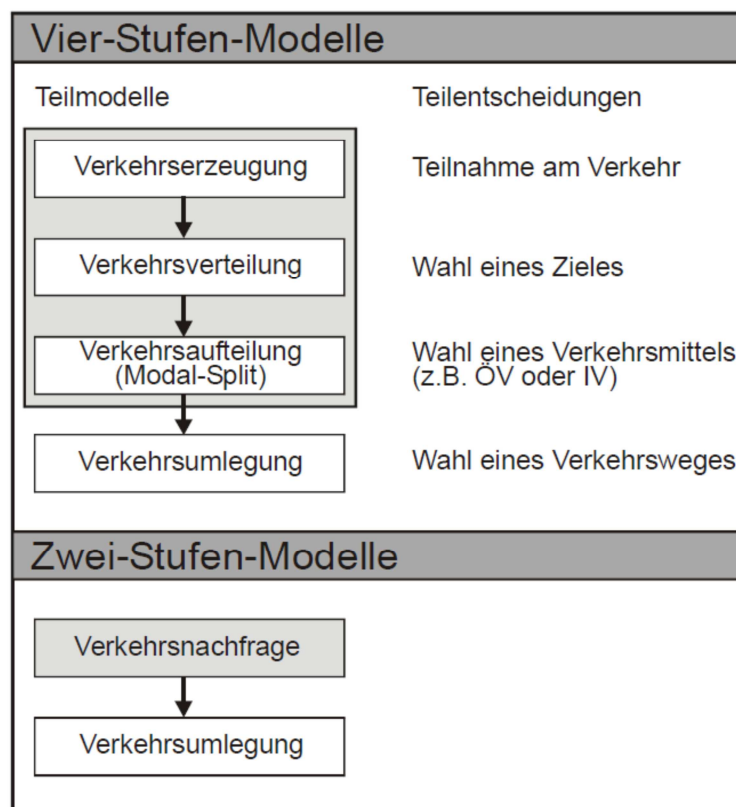 Vier-Stufen-Modelle
Teilmodelle
Teilentscheidungen
Verkehrserzeugung
Teilnahme am Verkehr
Verkehrsverteilung
Wahl eines Zieles
Verkehrsaufteilung
(Modal-Split)
Wahl eines Verkehrsmittels
(z.B. ÖV oder IV)
Verkehrsumlegung
Wahl eines Verkehrsweges
Zwei-Stufen-Modelle
Verkehrsnachfrage
Verkehrsumlegung